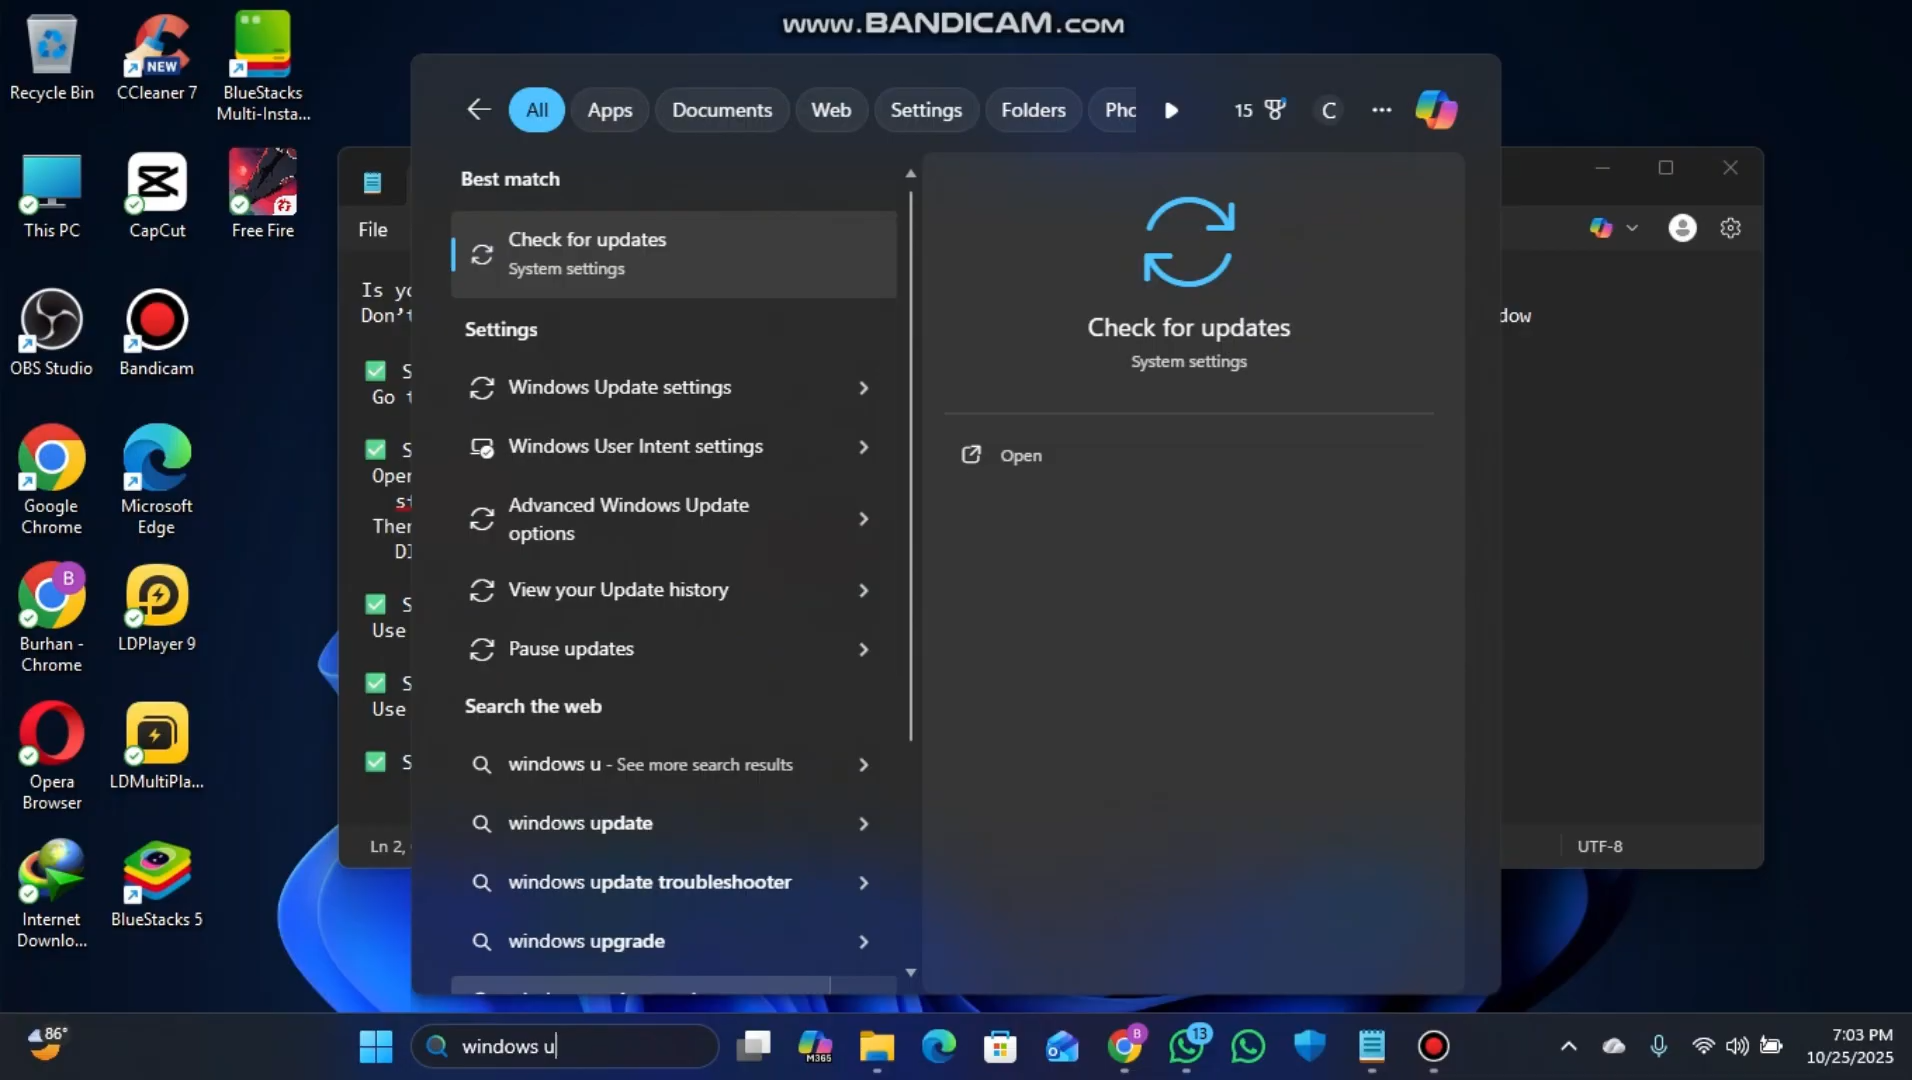 www.BANDICAM.com
Recycle Bin
NEW
CCleaner 7
BlueStacks
Multi-Insta...
This PC
CapCut
Free Fire
OBS Studio
Bandicam
Google
Chrome
Microsoft
Edge
B
Burhan -
Chrome
LDPlayer 9
Opera
Browser
LDMultiPla...
Internet
Downlo...
BlueStacks 5
All
Apps
Documents
Web
Settings
Folders
Pho
15
C
Best match
Check for updates
System settings
Settings
Windows Update settings
Windows User Intent settings
Advanced Windows Update
options
View your Update history
Pause updates
Search the web
windows u - See more search results
windows update
windows update troubleshooter
windows upgrade
Check for updates
System settings
Open
File
Is yo
Don't
dow
S
Go t
S
Oper
st
Ther
DI
S
Use
S
Use
S
Ln 2,
UTF-8
86°
windows u
M365
B
13
7:03 PM
10/25/2025